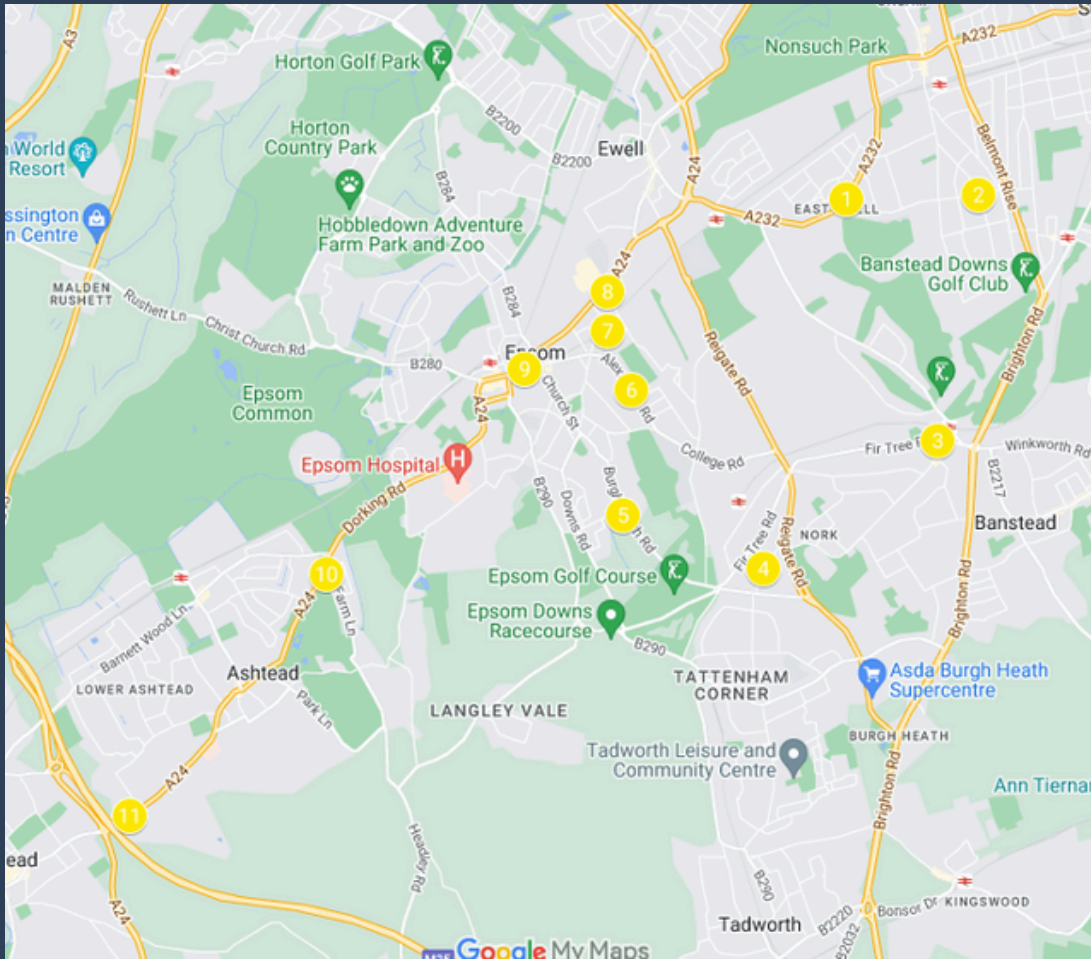 A3
Horton Golf Park
Nonsuch Park
A232
B2200
Horton
Country Park
World
Resort
Ewell
B2200
A24
A232
Belmont Rise
B284
1
2
EAST
A232
Hobbledown Adventure
Farm Park and Zoo
Centre
A24
Banstead Downs
Golf Club
MALDEN
RUSHETT
8
Rushett Ln
B284
Christ Church Rd
7
Reigate Rd
Brighton Rd
Epsom
9
B280
Church St
6
Rd
Epsom
Common
A24
3
Fir Tree
Winkworth Rd
College Rd
Epsom Hospital
H
B2217
Dorking Rd
B290
Downs Rd
5
Rd
Banstead
NORK
Fir Tree Rd
Reigate Rd
4
10
Epsom Golf Course
A24
Farm Ln
Epsom Downs
Racecourse
Barnett Wood Ln
Brighton Rd
B290
Ashtead
LOWER ASHTEAD
Park Ln
TATTENHAM
CORNER
Asda Burgh Heath
Supercentre
LANGLEY VALE
BURGH HEATH
Tadworth Leisure and
Community Centre
A24
Ann
Brighton Rd
11
Headley Rd
B290
A24
Bonsor Dr
KINGSWOOD
Tadworth
B2220
B2032
Google My Maps